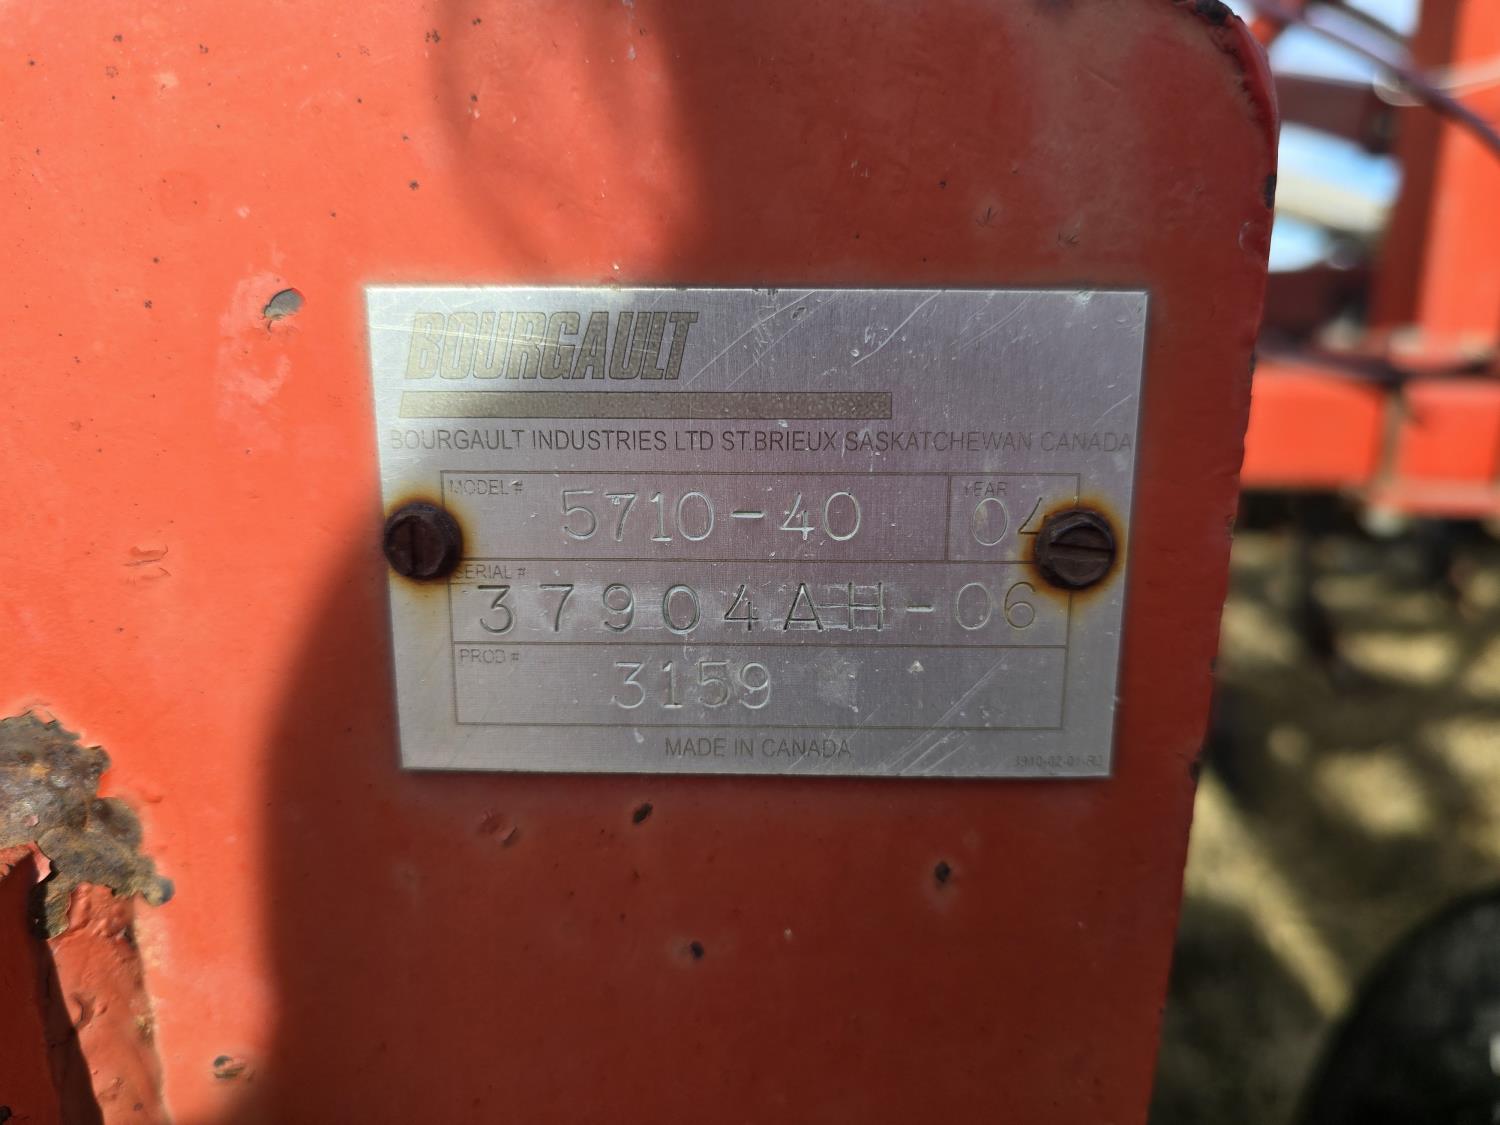 BOURGAULT
BOURGAULT INDUSTRIES LTD ST.BRIEUX SASKATCHEWAN CANADA
MODEL # 5710-40 YEAR 04
SERIAL # 37904AH-06
PROD # 3159
MADE IN CANADA